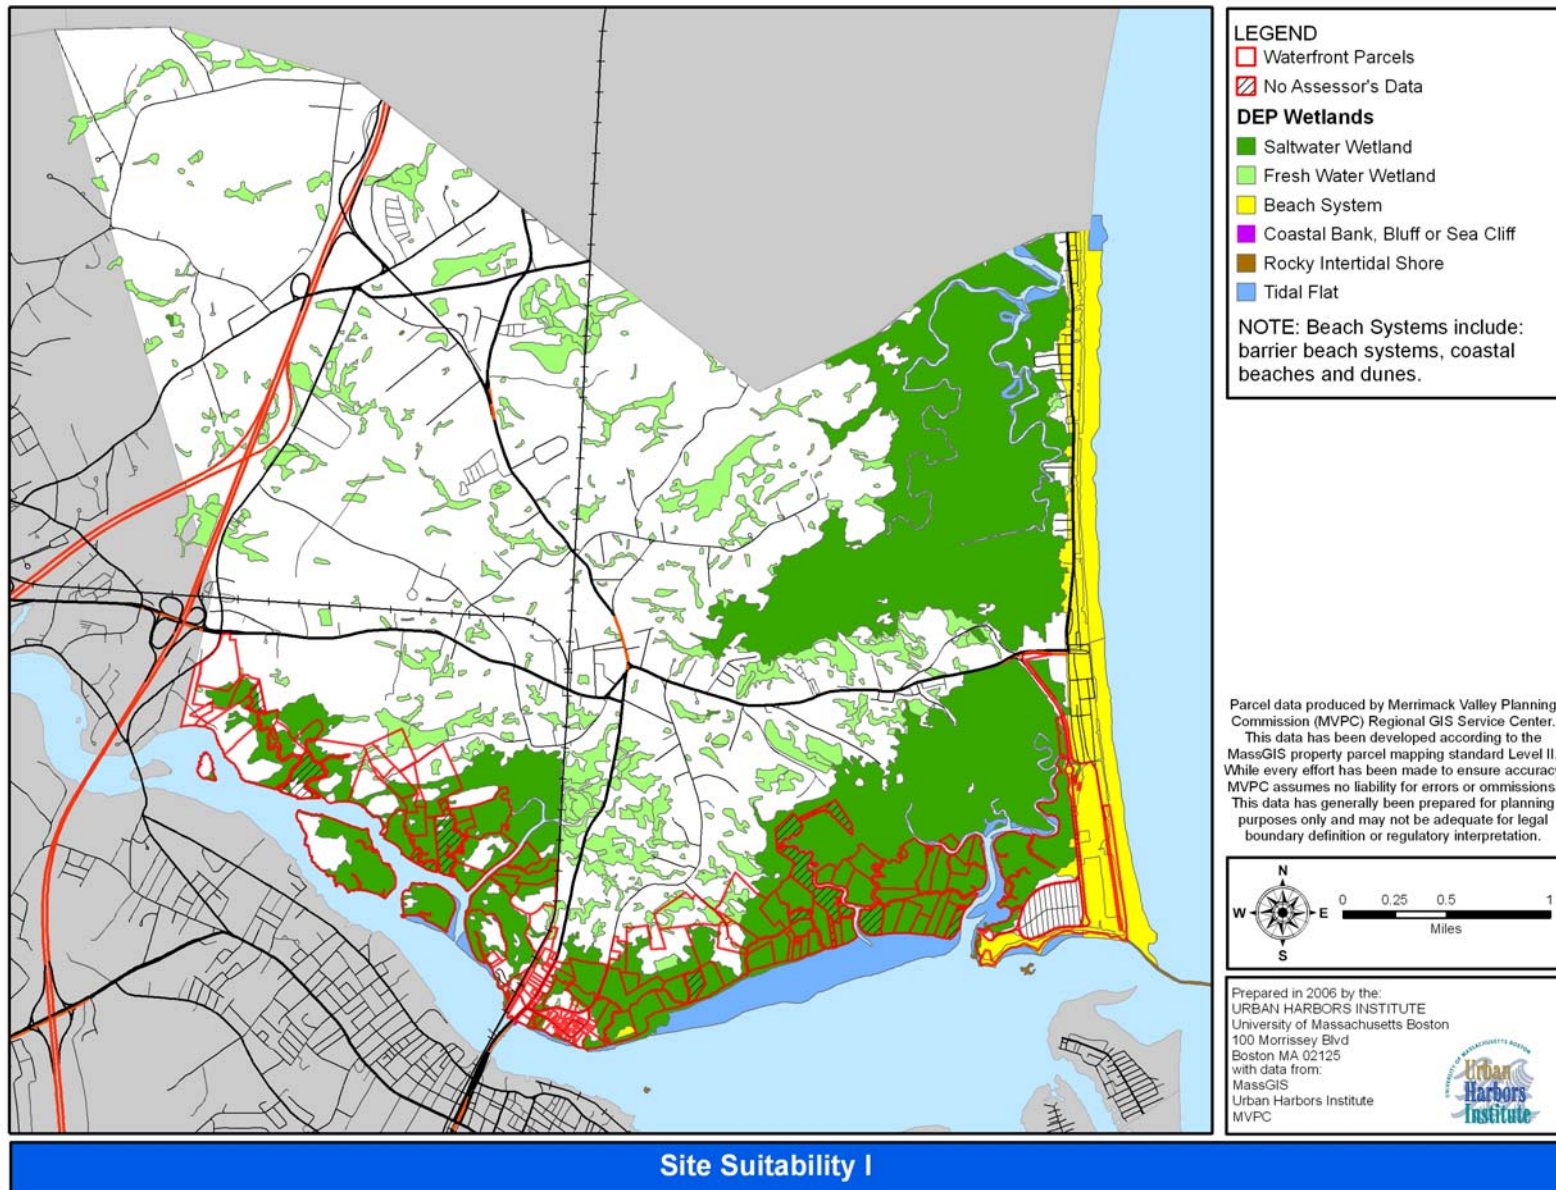 LEGEND
Waterfront Parcels
No Assessor's Data
DEP Wetlands
Saltwater Wetland
Fresh Water Wetland
Beach System
Coastal Bank, Bluff or Sea Cliff
Rocky Intertidal Shore
Tidal Flat
NOTE: Beach Systems include:
barrier beach systems, coastal
beaches and dunes.
Parcel data produced by Merrimack Valley Planning
Commission (MVPC) Regional GIS Service Center.
This data has been developed according to the
MassGIS property parcel mapping standard Level II.
While every effort has been made to ensure accurac
MVPC assumes no liability for errors or ommissions
This data has generally been prepared for planning
purposes only and may not be adequate for legal
boundary definition or regulatory interpretation.
N
W E
S
0 0.25 0.5 1
Miles
Prepared in 2006 by the:
URBAN HARBORS INSTITUTE
University of Massachusetts Boston
100 Morrissey Blvd
Boston MA 02125
with data from:
MassGIS
Urban Harbors Institute
MVPC
UNIVERSITY OF MASSACHUSETTS BOSTON
Urban
Harbors
Institute
Site Suitability I